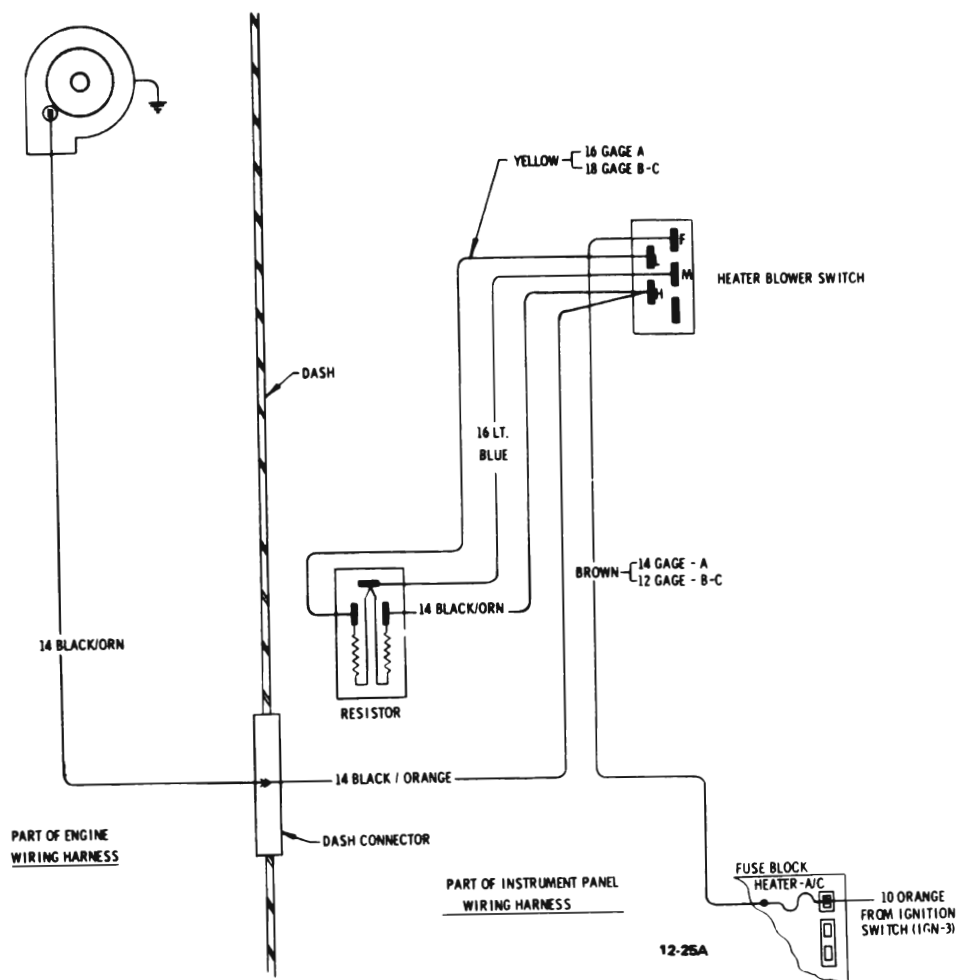 YELLOW
16 GAGE A
18 GAGE B-C
F
L
M
H
HEATER BLOWER SWITCH
DASH
16 LT.
BLUE
BROWN
14 GAGE - A
12 GAGE - B-C
14 BLACK/ORN
14 BLACK/ORN
RESISTOR
14 BLACK / ORANGE
DASH CONNECTOR
PART OF ENGINE
WIRING HARNESS
PART OF INSTRUMENT PANEL
WIRING HARNESS
FUSE BLOCK
HEATER-A/C
10 ORANGE
FROM IGNITION
SWITCH (IGN-3)
12-25A